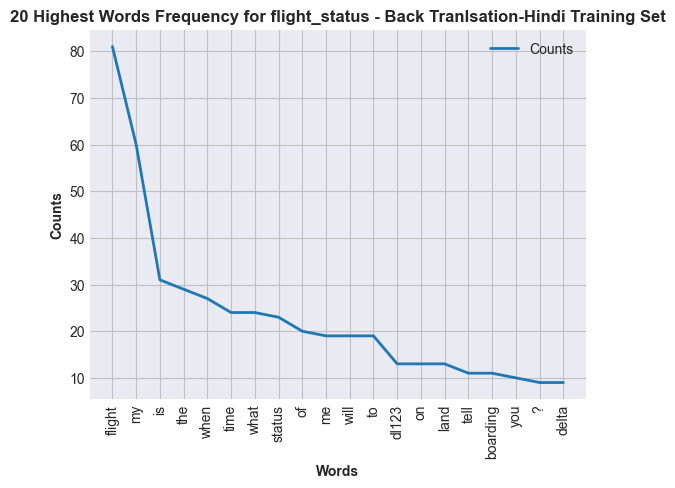 20 Highest Words Frequency for flight_status - Back Tranlsation-Hindi Training Set
Counts
80
70
60
50
40
30
20
10
Counts
flight
my
is
the
when
time
what
status
of
me
will
to
dl123
on
land
tell
boarding
you
?
delta
Words